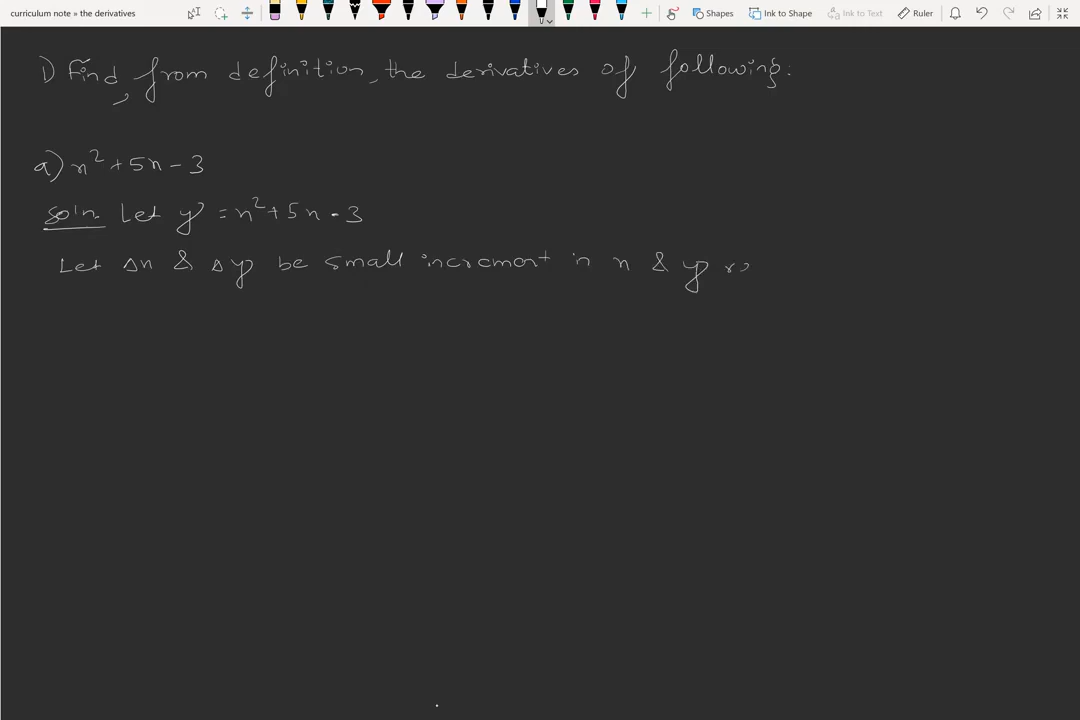 curriculum note » the derivatives
Shapes Ink to Shape Ink to Text Ruler
1) Find, from definition, the derivatives of following:
a) x² + 5x - 3
Soln. Let y = x² + 5x - 3
Let Δx & Δy be small increment in x & y